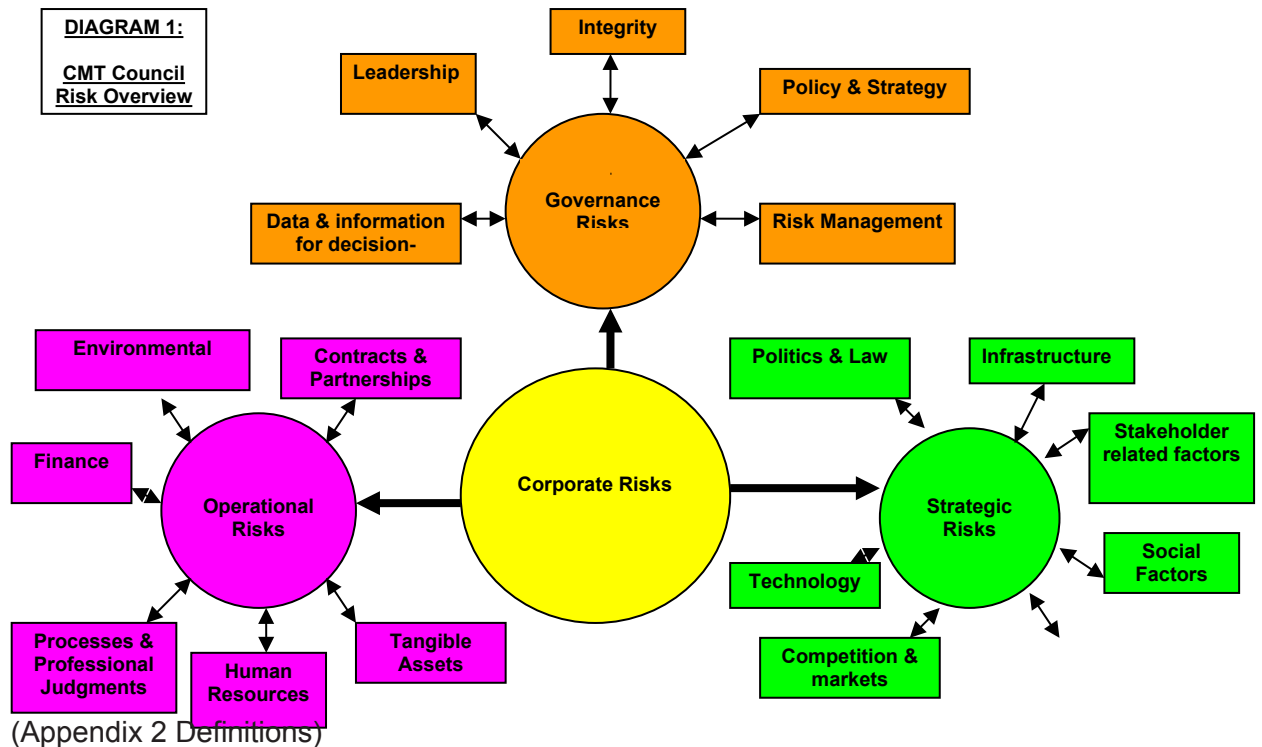 DIAGRAM 1:
CMT Council
Risk Overview
Integrity
Leadership
Policy & Strategy
Governance
Risks
Data & information
for decision-
Risk Management
Environmental
Contracts &
Partnerships
Politics & Law
Infrastructure
Finance
Stakeholder
related factors
Corporate Risks
Operational
Risks
Strategic
Risks
Technology
Social
Factors
Processes &
Professional
Judgments
Human
Resources
Tangible
Assets
Competition &
markets
(Appendix 2 Definitions)